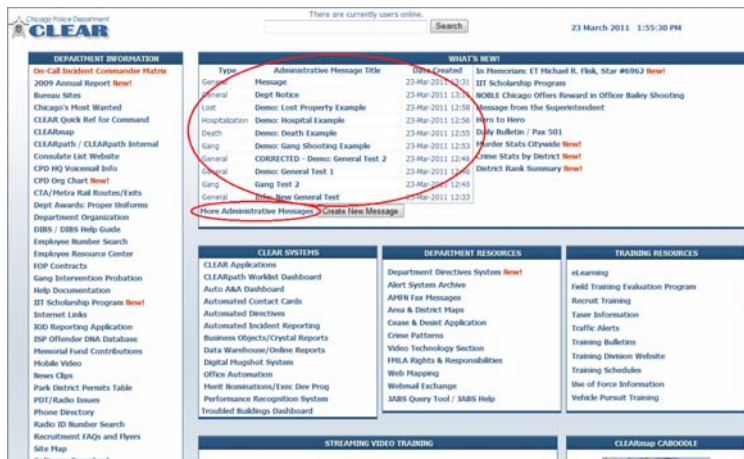 Chicago Police Department
CLEAR
There are currently users online.
Search
23 March 2011 1:55:30 PM
DEPARTMENT INFORMATION
On-Call Incident Commander Matrix
2009 Annual Report New!
Bureau Sites
Chicago's Most Wanted
CLEAR Quick Ref for Command
CLEARmap
CLEARpath / CLEARpath Internal
Consulate List Website
CPD HQ Voicemail Info
CPD Org Chart New!
CTA/Metra Rail Routes/Exits
Dept Awards: Proper Uniforms
Department Organization
DIBS / DIBS Help Guide
Employee Number Search
Employee Resource Center
FOP Contracts
Gang Intervention Probation
Help Documentation
IIT Scholarship Program New!
Internet Links
IOD Reporting Application
ISP Offender DNA Database
Memorial Fund Contributions
Mobile Video
News Clips
Park District Permits Table
PDT/Radio Issues
Phone Directory
Radio ID Number Search
Recruitment FAQs and Flyers
Site Map
WHAT'S NEW!
Type Administrative Message Title Date Created
General Message 23-Mar-2011 13:31
General Dept Notice 23-Mar-2011
Lost Demo: Lost Property Example 23-Mar-2011 12:58
Hospitalization Demo: Hospital Example 23-Mar-2011 12:56
Death Demo: Death Example 23-Mar-2011 12:55
Gang Demo: Gang Shooting Example 23-Mar-2011 12:53
General CORRECTED - Demo: General Test 2 23-Mar-2011 12:46
General Demo: General Test 1 23-Mar-2011 12:46
Gang Gang Test 2 23-Mar-2011 12:40
General Info: New General Test 23-Mar-2011 12:33
More Administrative Messages Create New Message
In Memoriam: ET Michael R. Flisk, Star #6962 New!
IIT Scholarship Program
NOBLE Chicago Offers Reward in Officer Bailey Shooting
Message from the Superintendent
Hero to Hero
Daily Bulletin / Pax 501
Murder Stats Citywide New!
Crime Stats by District New!
District Rank Summary New!
CLEAR SYSTEMS
CLEAR Applications
CLEARpath Worklist Dashboard
Auto A&A Dashboard
Automated Contact Cards
Automated Directives
Automated Incident Reporting
Business Objects/Crystal Reports
Data Warehouse/Online Reports
Digital Mugshot System
Office Automation
Merit Nominations/Exec Dev Prog
Performance Recognition System
Troubled Buildings Dashboard
DEPARTMENT RESOURCES
Department Directives System New!
Alert System Archive
AMFN Fax Messages
Area & District Maps
Cease & Desist Application
Crime Patterns
Video Technology Section
FMLA Rights & Responsibilities
Web Mapping
Webmail Exchange
JABS Query Tool / JABS Help
TRAINING RESOURCES
eLearning
Field Training Evaluation Program
Recruit Training
Taser Information
Traffic Alerts
Training Bulletins
Training Division Website
Training Schedules
Use of Force Information
Vehicle Pursuit Training
STREAMING VIDEO TRAINING
CLEARmap CABOODLE